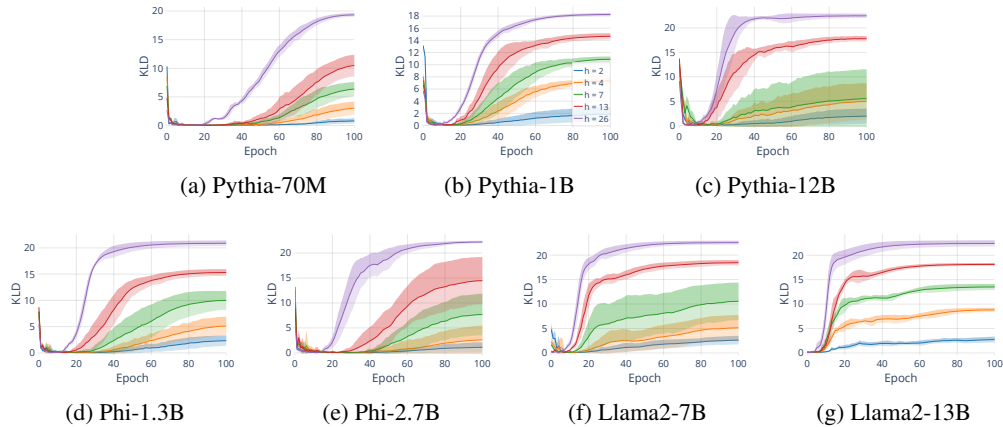 20
15
10
5
0
KLD
0 20 40 60 80 100
Epoch
(a) Pythia-70M
18
16
14
12
10
8
6
4
2
0
KLD
h = 2
h = 4
h = 7
h = 13
h = 26
0 20 40 60 80 100
Epoch
(b) Pythia-1B
20
15
10
5
0
KLD
0 20 40 60 80 100
Epoch
(c) Pythia-12B
20
15
10
5
0
KLD
0 20 40 60 80 100
Epoch
(d) Phi-1.3B
20
15
10
5
0
KLD
0 20 40 60 80 100
Epoch
(e) Phi-2.7B
20
15
10
5
0
KLD
0 20 40 60 80 100
Epoch
(f) Llama2-7B
20
15
10
5
0
KLD
0 20 40 60 80 100
Epoch
(g) Llama2-13B